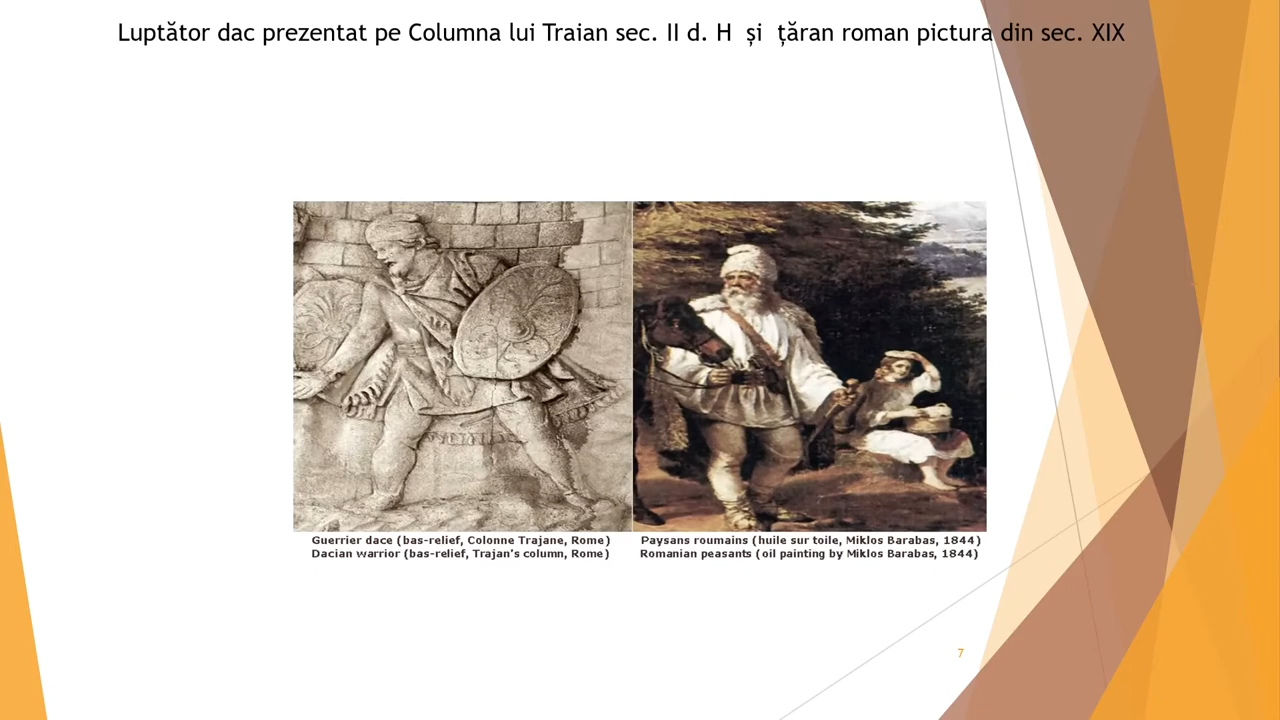 Luptător dac prezentat pe Columna lui Traian sec. II d. H și țăran roman pictura din sec. XIX
Guerrier dace (bas-relief, Colonne Trajane, Rome)
Dacian warrior (bas-relief, Trajan's column, Rome)
Paysans roumains (huile sur toile, Miklos Barabas, 1844)
Romanian peasants (oil painting by Miklos Barabas, 1844)
7